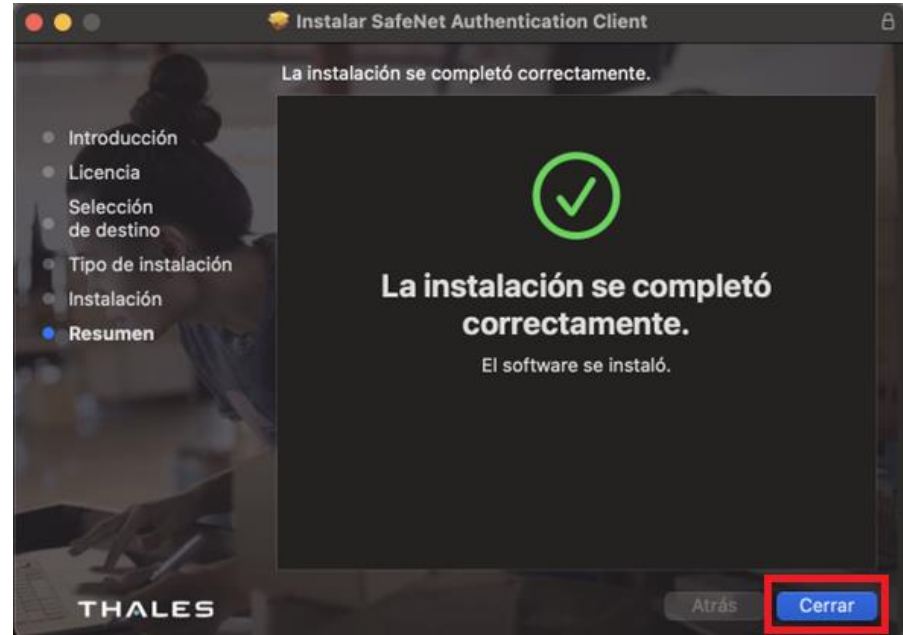 Instalar SafeNet Authentication Client
La instalación se completó correctamente.
Introducción
Licencia
Selección
de destino
Tipo de instalación
Instalación
Resumen
La instalación se completó
correctamente.
El software se instaló.
THALES
Atrás
Cerrar